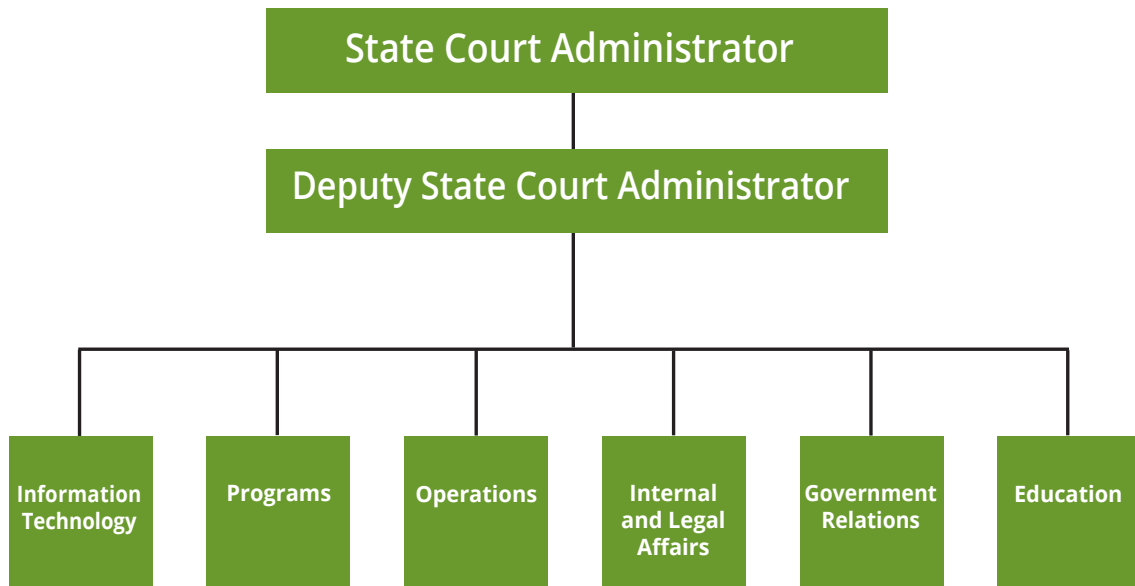 State Court Administrator
Deputy State Court Administrator
Information
Technology
Programs
Operations
Internal
and Legal
Affairs
Government
Relations
Education